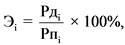 Эᵢ = Рдᵢ / Рпᵢ × 100%,